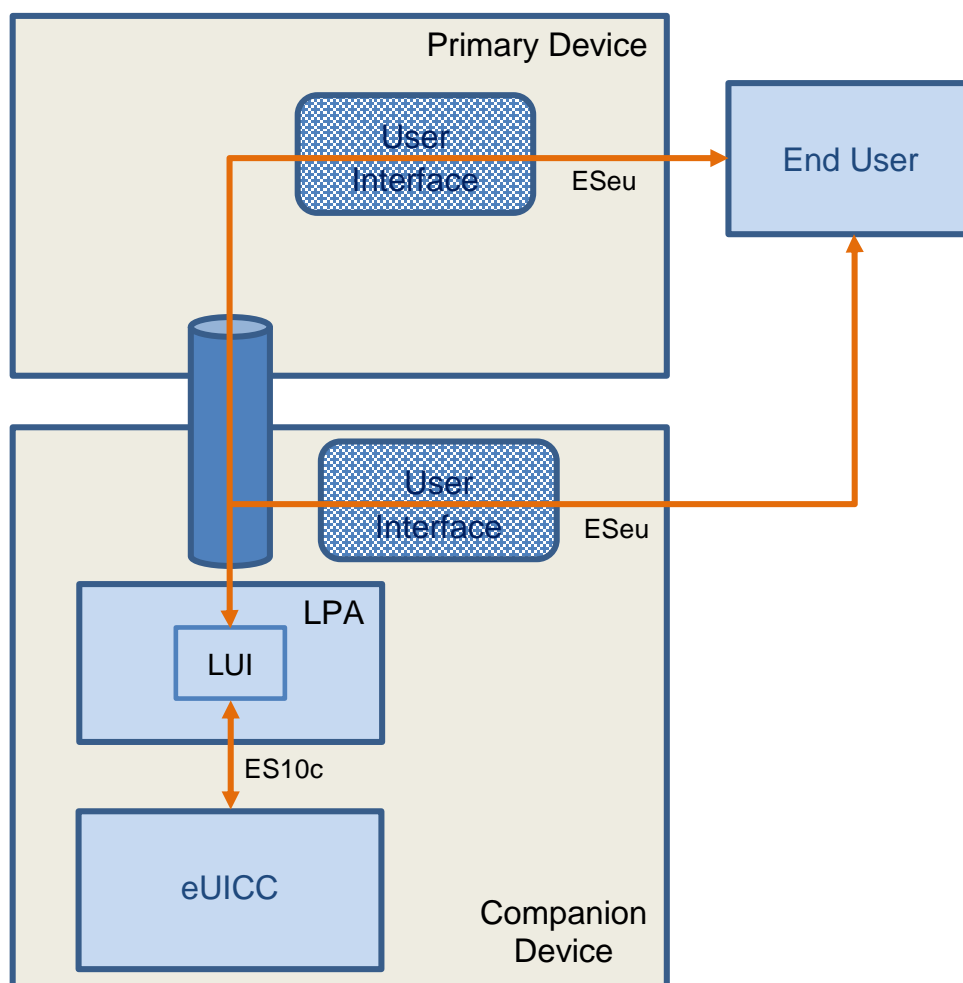 Primary Device
User
Interface
ESeu
End User
User
Interface
ESeu
LPA
LUI
ES10c
eUICC
Companion
Device